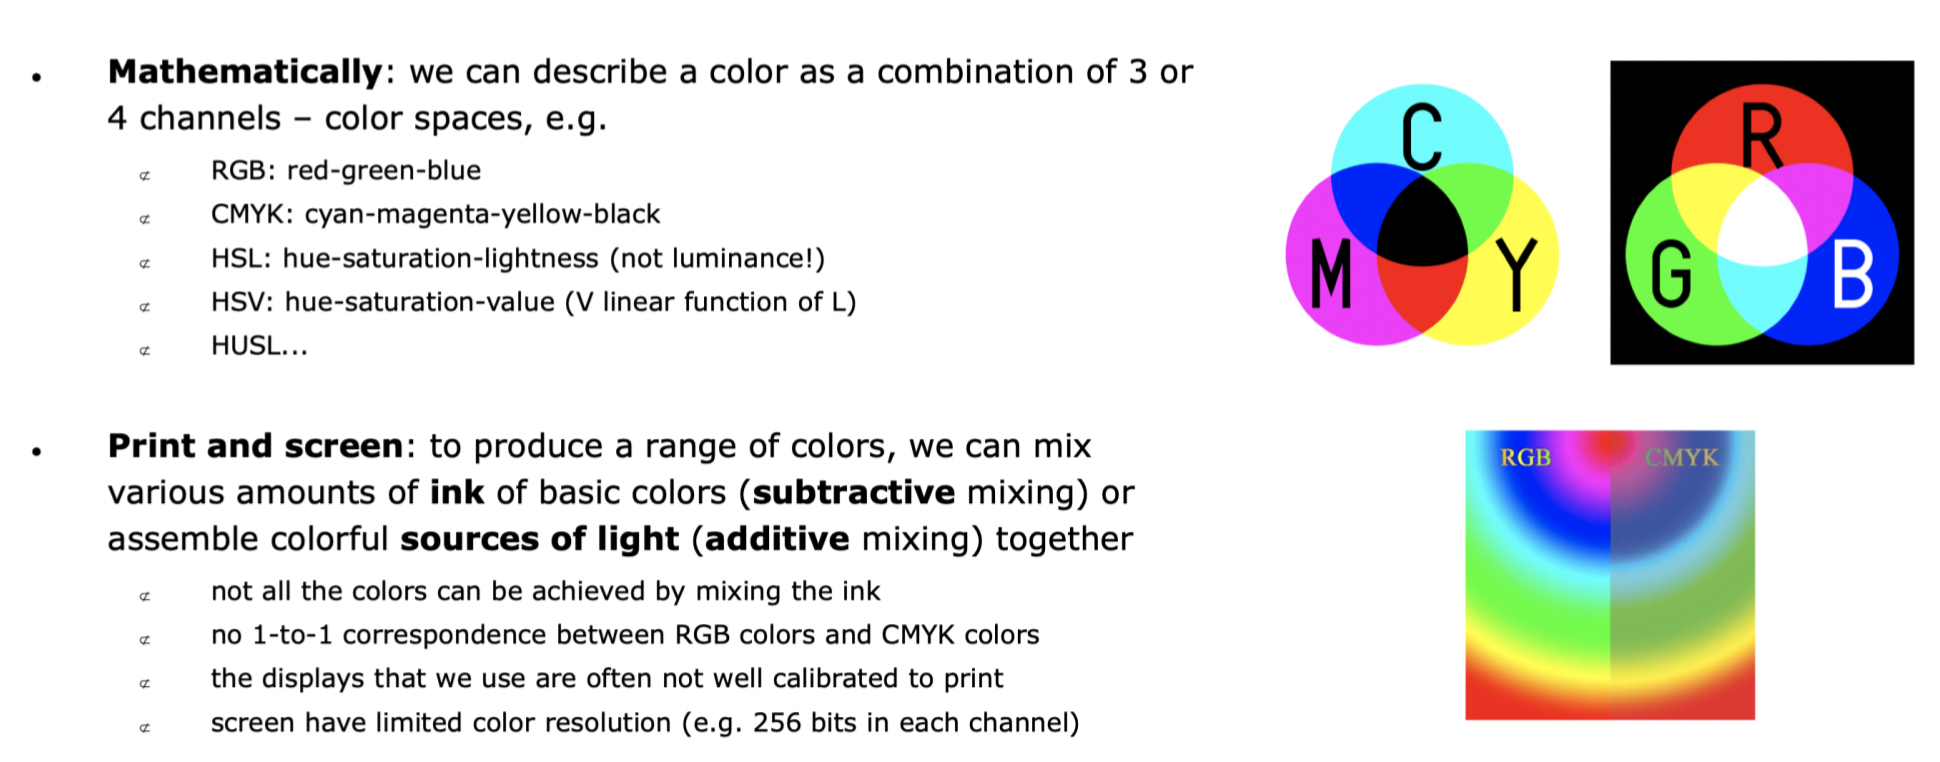 • Mathematically: we can describe a color as a combination of 3 or
4 channels – color spaces, e.g.
⊄ RGB: red-green-blue
⊄ CMYK: cyan-magenta-yellow-black
⊄ HSL: hue-saturation-lightness (not luminance!)
⊄ HSV: hue-saturation-value (V linear function of L)
⊄ HUSL...
C
M Y
R
G B
• Print and screen: to produce a range of colors, we can mix
various amounts of ink of basic colors (subtractive mixing) or
assemble colorful sources of light (additive mixing) together
⊄ not all the colors can be achieved by mixing the ink
⊄ no 1-to-1 correspondence between RGB colors and CMYK colors
⊄ the displays that we use are often not well calibrated to print
⊄ screen have limited color resolution (e.g. 256 bits in each channel)
RGB CMYK